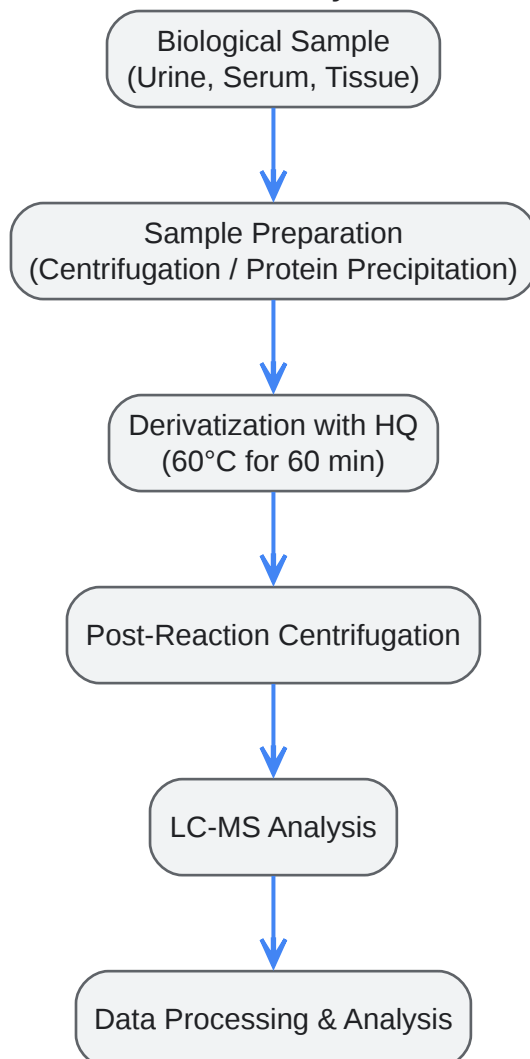 Biological Sample
(Urine, Serum, Tissue)
Sample Preparation
(Centrifugation / Protein Precipitation)
Derivatization with HQ
(60°C for 60 min)
Post-Reaction Centrifugation
LC-MS Analysis
Data Processing & Analysis